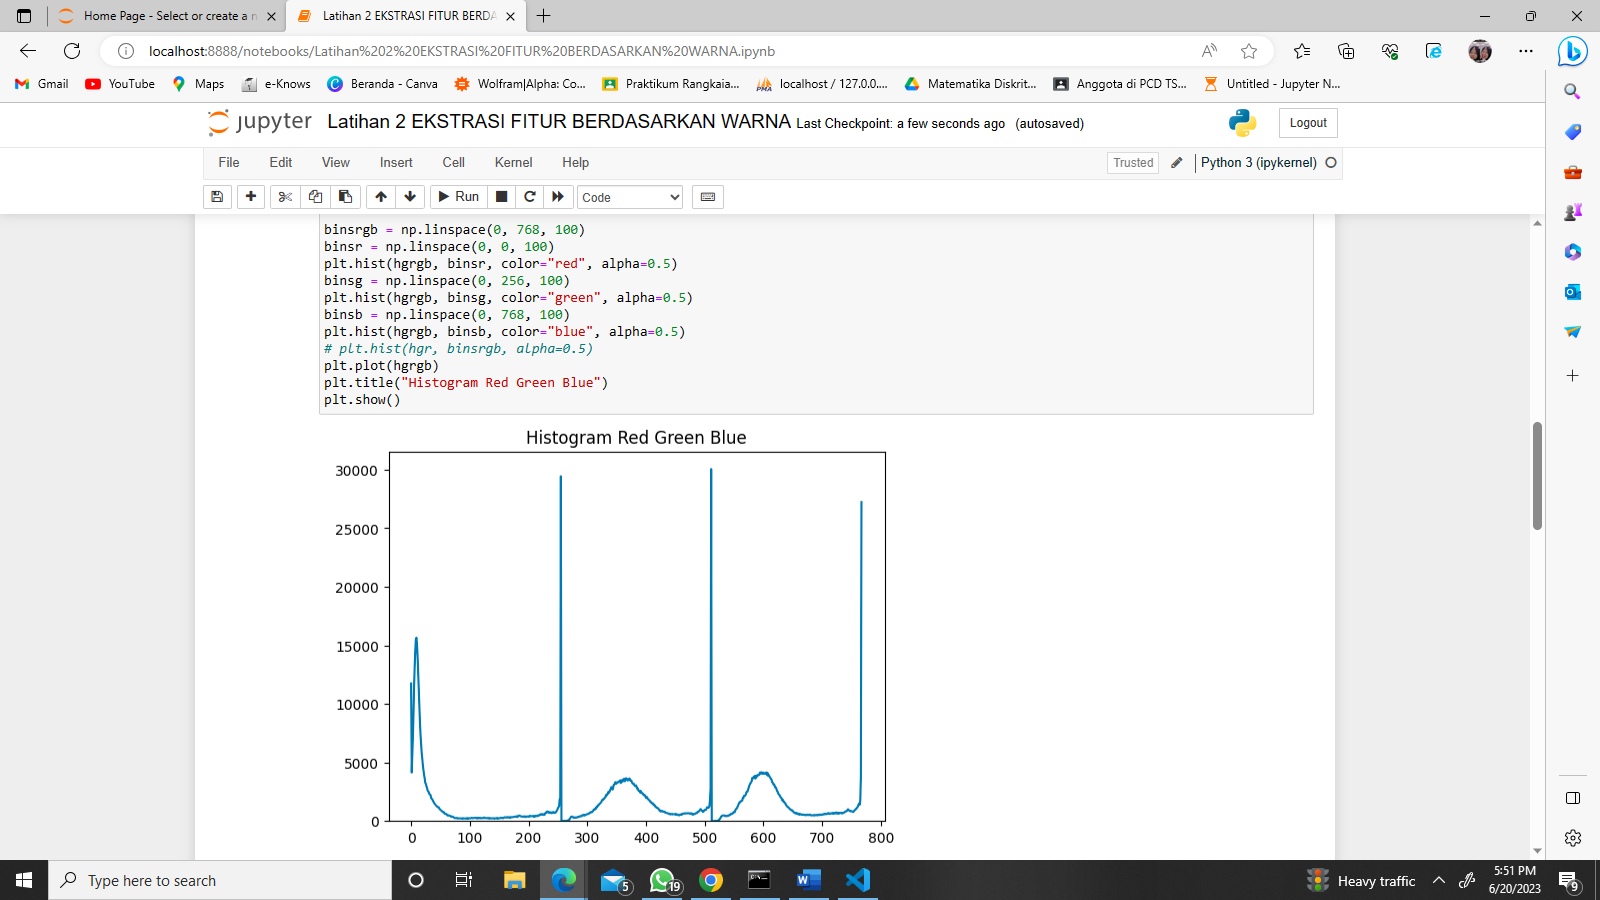 Home Page - Select or create a n
Latihan 2 EKSTRASI FITUR BERDA
localhost:8888/notebooks/Latihan%202%20EKSTRASI%20FITUR%20BERDASARKAN%20WARNA.ipynb
Gmail YouTube Maps e-Knows Beranda - Canva Wolfram|Alpha: Co... Praktikum Rangkaia... localhost / 127.0.0.... Matematika Diskrit... Anggota di PCD TS... Untitled - Jupyter N...
jupyter Latihan 2 EKSTRASI FITUR BERDASARKAN WARNA Last Checkpoint: a few seconds ago (autosaved)
Logout
File Edit View Insert Cell Kernel Help
Trusted Python 3 (ipykernel)
Run Code
binsrgb = np.linspace(0, 768, 100)
binsr = np.linspace(0, 0, 100)
plt.hist(hgrgb, binsr, color="red", alpha=0.5)
binsg = np.linspace(0, 256, 100)
plt.hist(hgrgb, binsg, color="green", alpha=0.5)
binsb = np.linspace(0, 768, 100)
plt.hist(hgrgb, binsb, color="blue", alpha=0.5)
# plt.hist(hgr, binsrgb, alpha=0.5)
plt.plot(hgrgb)
plt.title("Histogram Red Green Blue")
plt.show()
Histogram Red Green Blue
30000
25000
20000
15000
10000
5000
0
0 100 200 300 400 500 600 700 800
Type here to search
5
19
Heavy traffic
5:51 PM
6/20/2023
9